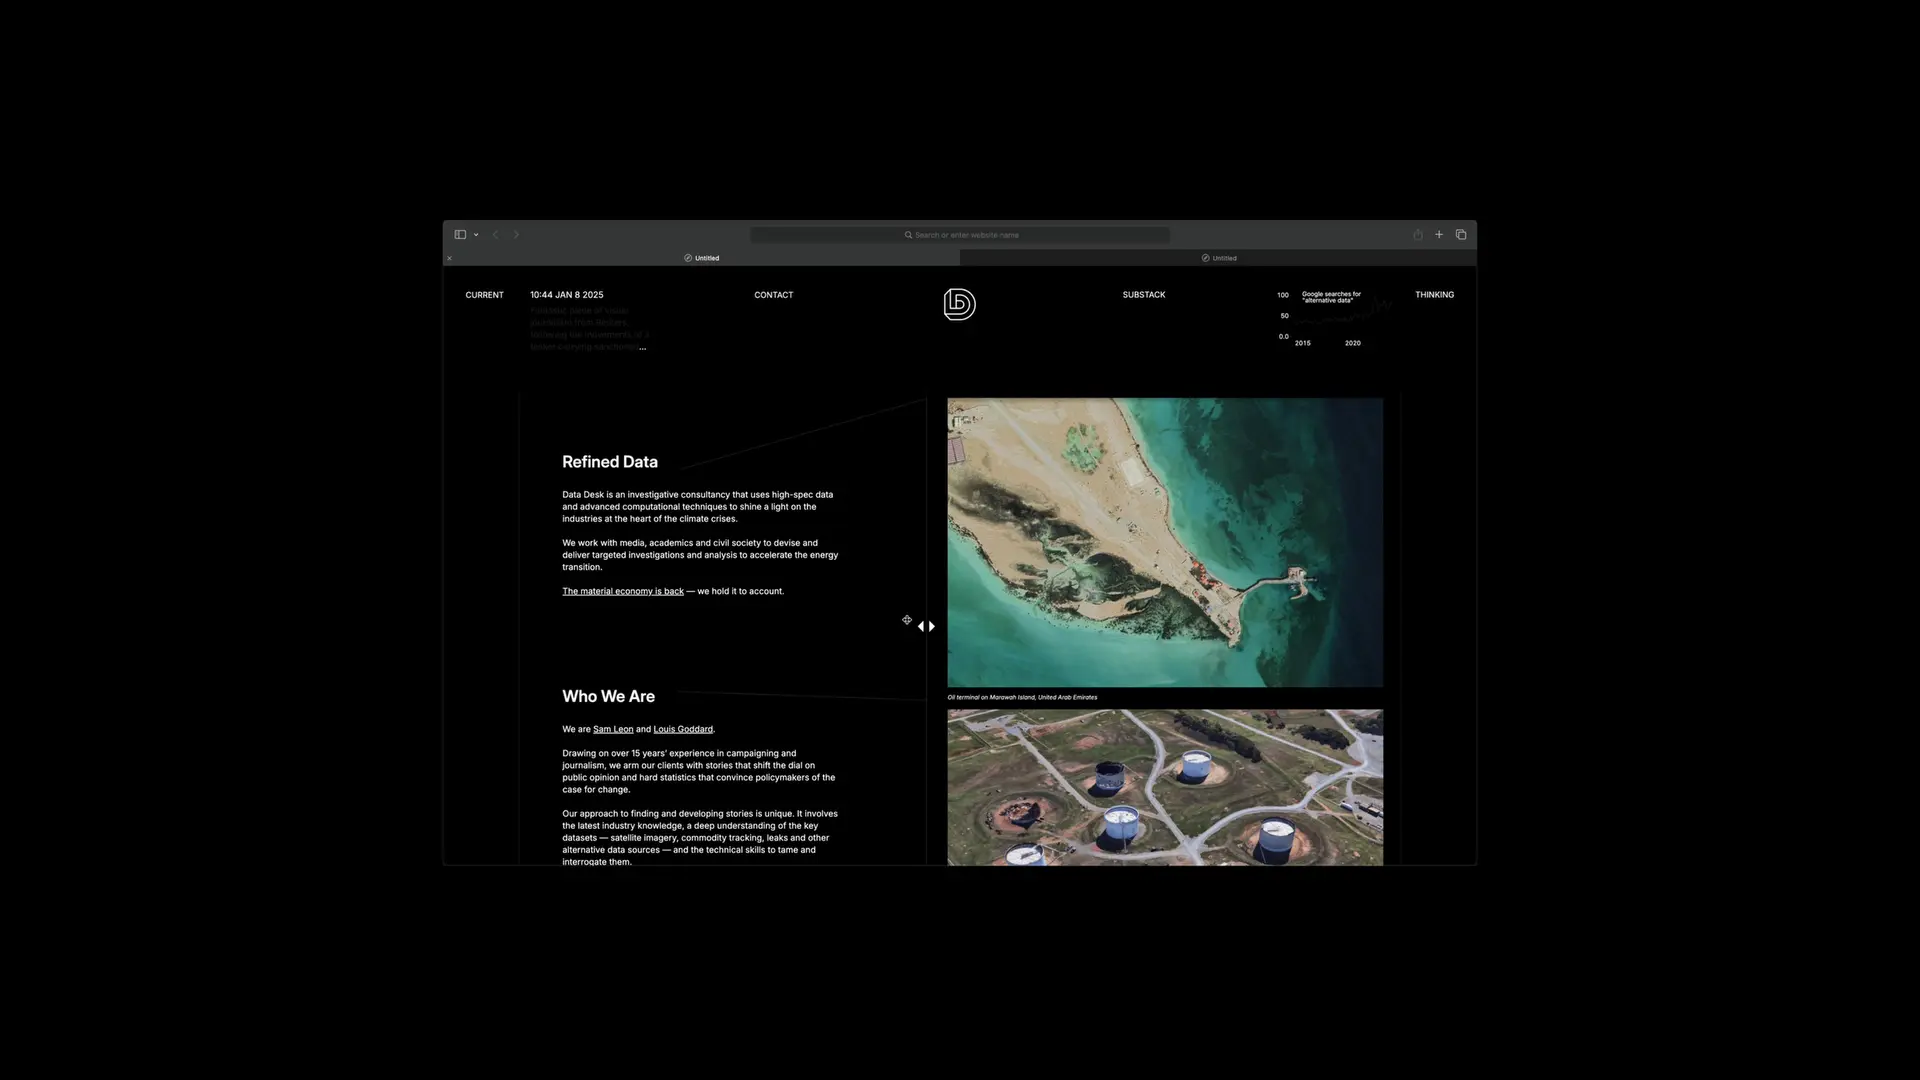 Search or enter website name
Untitled
Untitled
CURRENT
10:44 JAN 8 2025
CONTACT
SUBSTACK
100
50
0.0
Google searches for
"alternative data"
2015
2020
THINKING
Refined Data
Data Desk is an investigative consultancy that uses high-spec data
and advanced computational techniques to shine a light on the
industries at the heart of the climate crises.
We work with media, academics and civil society to devise and
deliver targeted investigations and analysis to accelerate the energy
transition.
The material economy is back — we hold it to account.
Oil terminal on Marawah Island, United Arab Emirates
Who We Are
We are Sam Leon and Louis Goddard.
Drawing on over 15 years' experience in campaigning and
journalism, we arm our clients with stories that shift the dial on
public opinion and hard statistics that convince policymakers of the
case for change.
Our approach to finding and developing stories is unique. It involves
the latest industry knowledge, a deep understanding of the key
datasets — satellite imagery, commodity tracking, leaks and other
alternative data sources — and the technical skills to tame and
interrogate them.